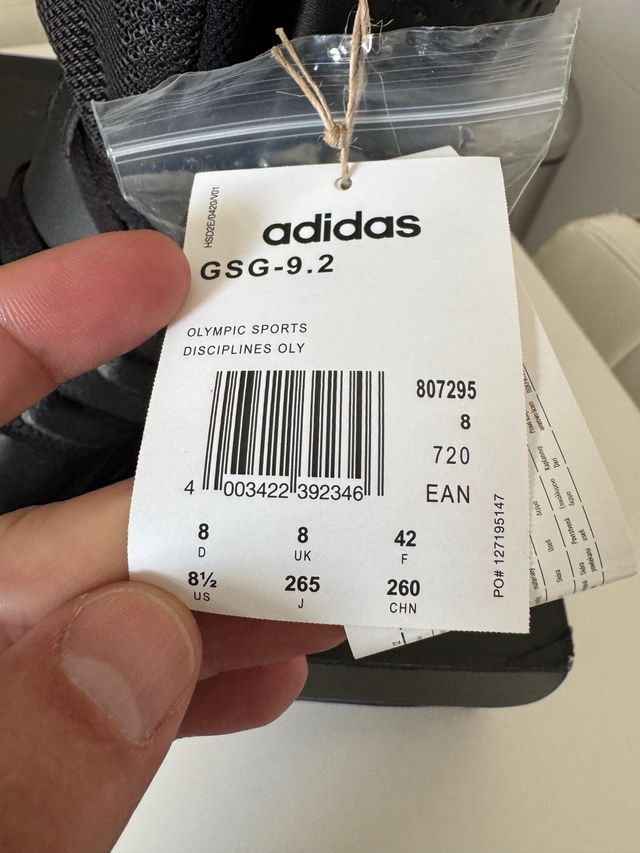 HSD2E/0420/V01
adidas
GSG-9.2
OLYMPIC SPORTS
DISCIPLINES OLY
807295
8
720
4 003422 392346
EAN
8 8 42
D UK F
8½ 265 260
US J CHN
PO# 127195147